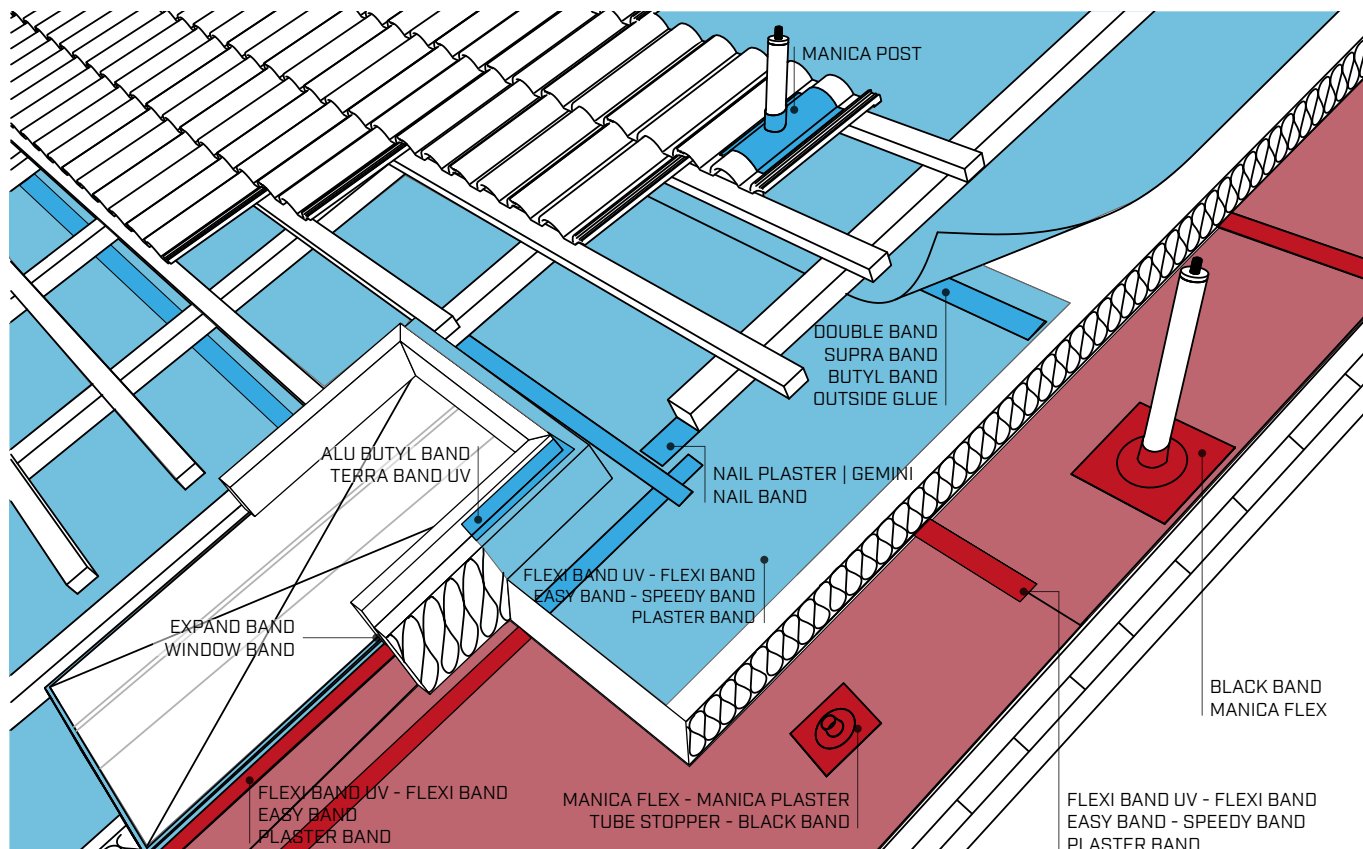 MANICA POST
DOUBLE BAND
SUPRA BAND
BUTYL BAND
OUTSIDE GLUE
ALU BUTYL BAND
TERRA BAND UV
NAIL PLASTER | GEMINI
NAIL BAND
FLEXI BAND UV - FLEXI BAND
EASY BAND - SPEEDY BAND
PLASTER BAND
EXPAND BAND
WINDOW BAND
BLACK BAND
MANICA FLEX
FLEXI BAND UV - FLEXI BAND
EASY BAND
PLASTER BAND
MANICA FLEX - MANICA PLASTER
TUBE STOPPER - BLACK BAND
FLEXI BAND UV - FLEXI BAND
EASY BAND - SPEEDY BAND
PLASTER BAND